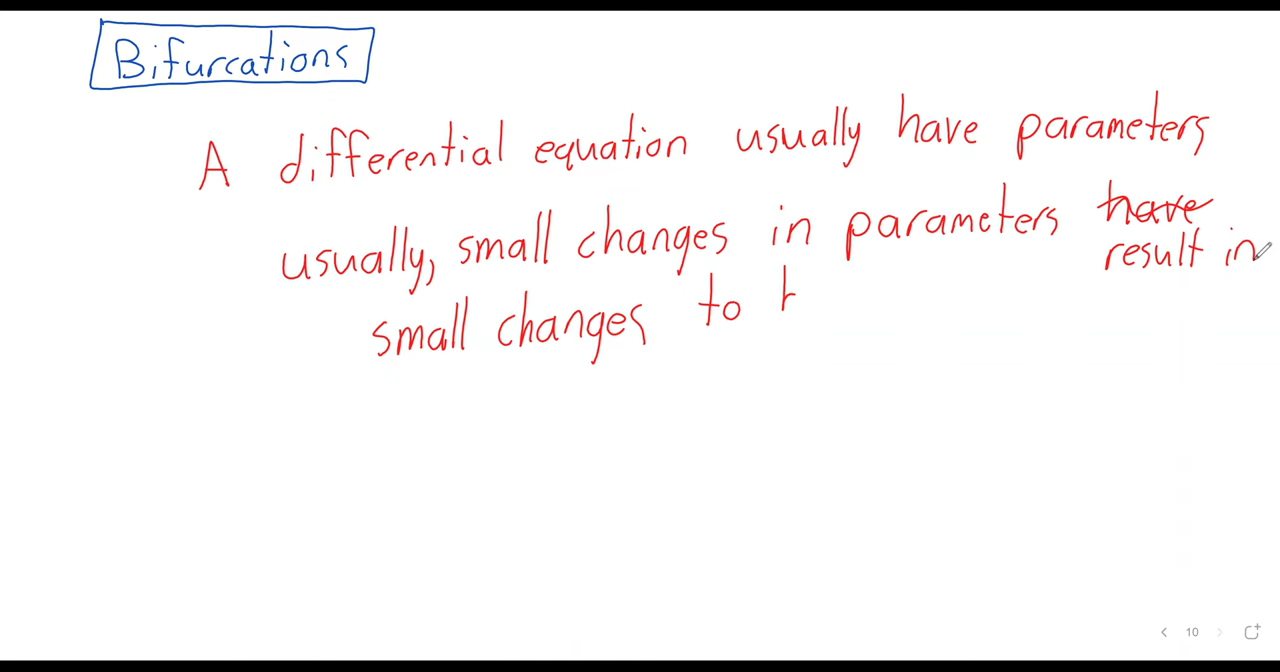 Bifurcations
A differential equation usually have parameters
usually, small changes in parameters have
result in
small changes to
10